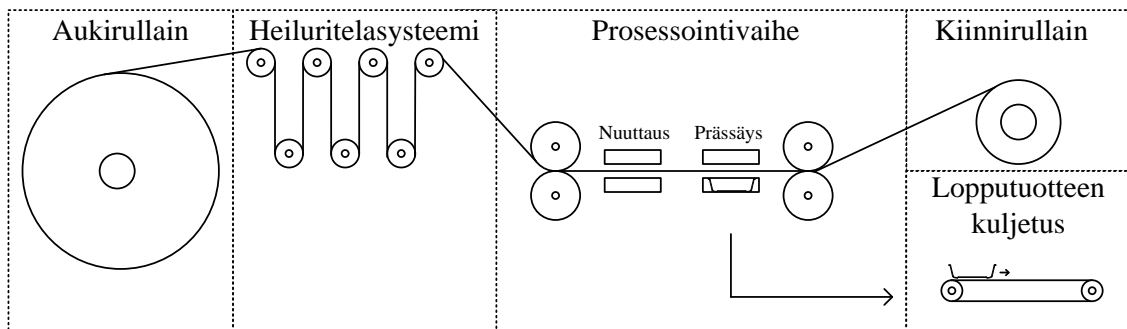 Aukirullain
Heiluritelasysteemi
Prosessointivaihe
Kiinnirullain
Nuuttaus
Prässäys
Lopputuotteen
kuljetus